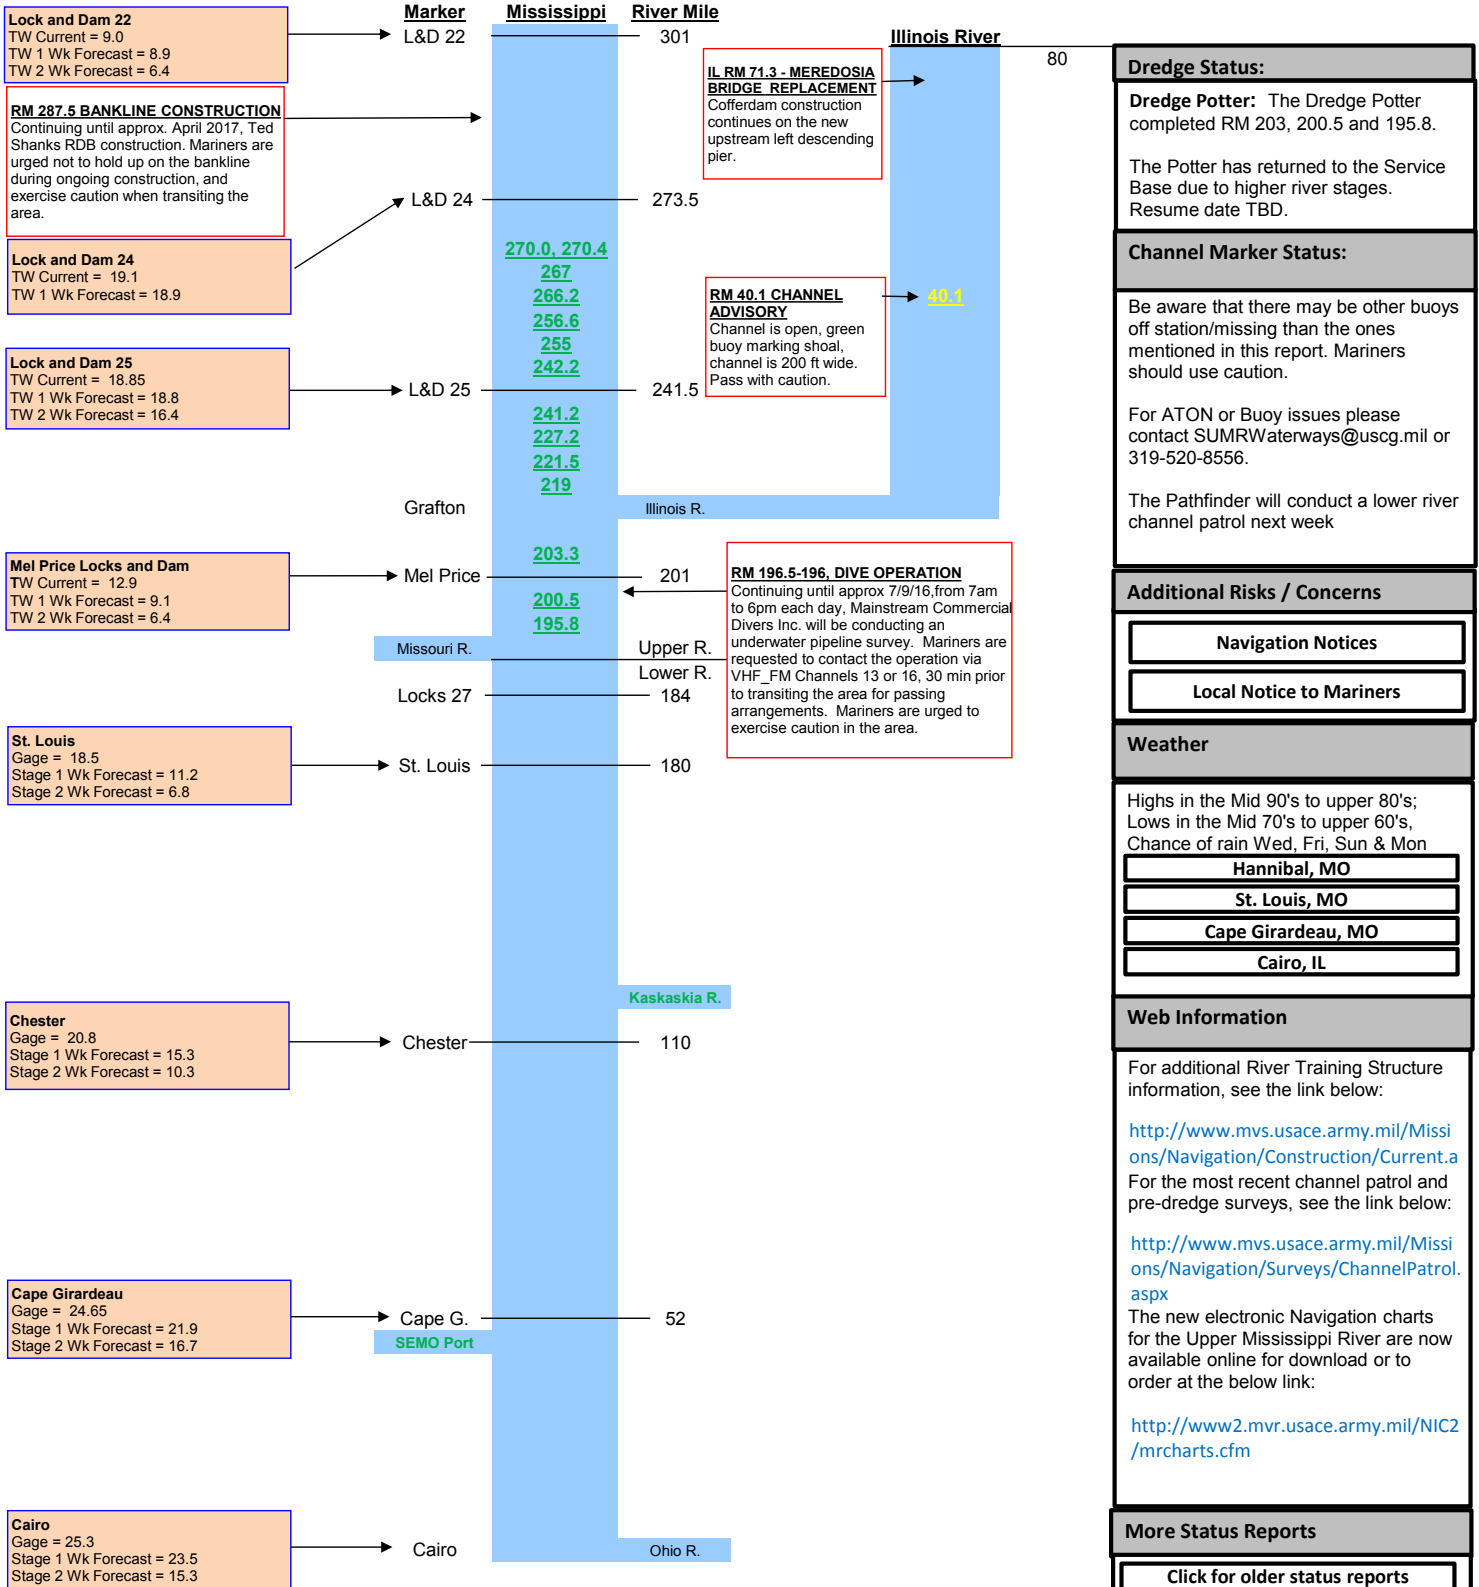 Marker
Mississippi
River Mile
Lock and Dam 22
TW Current = 9.0
TW 1 Wk Forecast = 8.9
TW 2 Wk Forecast = 6.4
L&D 22
301
Illinois River
80
RM 287.5 BANKLINE CONSTRUCTION
Continuing until approx. April 2017, Ted
Shanks RDB construction. Mariners are
urged not to hold up on the bankline
during ongoing construction, and
exercise caution when transiting the
area.
IL RM 71.3 - MEREDOSIA
BRIDGE REPLACEMENT
Cofferdam construction
continues on the new
upstream left descending
pier.
L&D 24
273.5
Lock and Dam 24
TW Current = 19.1
TW 1 Wk Forecast = 18.9
270.0, 270.4
267
266.2
256.6
255
242.2
RM 40.1 CHANNEL
ADVISORY
Channel is open, green
buoy marking shoal,
channel is 200 ft wide.
Pass with caution.
40.1
Lock and Dam 25
TW Current = 18.85
TW 1 Wk Forecast = 18.8
TW 2 Wk Forecast = 16.4
L&D 25
241.5
241.2
227.2
221.5
219
Grafton
Illinois R.
203.3
Mel Price Locks and Dam
TW Current = 12.9
TW 1 Wk Forecast = 9.1
TW 2 Wk Forecast = 6.4
Mel Price
201
200.5
195.8
RM 196.5-196, DIVE OPERATION
Continuing until approx 7/9/16,from 7am
to 6pm each day, Mainstream Commercial
Divers Inc. will be conducting an
underwater pipeline survey. Mariners are
requested to contact the operation via
VHF_FM Channels 13 or 16, 30 min prior
to transiting the area for passing
arrangements. Mariners are urged to
exercise caution in the area.
Missouri R.
Upper R.
Lower R.
Locks 27
184
St. Louis
Gage = 18.5
Stage 1 Wk Forecast = 11.2
Stage 2 Wk Forecast = 6.8
St. Louis
180
Kaskaskia R.
Chester
Gage = 20.8
Stage 1 Wk Forecast = 15.3
Stage 2 Wk Forecast = 10.3
Chester
110
Cape Girardeau
Gage = 24.65
Stage 1 Wk Forecast = 21.9
Stage 2 Wk Forecast = 16.7
Cape G.
52
SEMO Port
Cairo
Gage = 25.3
Stage 1 Wk Forecast = 23.5
Stage 2 Wk Forecast = 15.3
Cairo
Ohio R.
Dredge Status:
Dredge Potter: The Dredge Potter
completed RM 203, 200.5 and 195.8.
The Potter has returned to the Service
Base due to higher river stages.
Resume date TBD.
Channel Marker Status:
Be aware that there may be other buoys
off station/missing than the ones
mentioned in this report. Mariners
should use caution.
For ATON or Buoy issues please
contact SUMRWaterways@uscg.mil or
319-520-8556.
The Pathfinder will conduct a lower river
channel patrol next week
Additional Risks / Concerns
Navigation Notices
Local Notice to Mariners
Weather
Highs in the Mid 90's to upper 80's;
Lows in the Mid 70's to upper 60's,
Chance of rain Wed, Fri, Sun & Mon
Hannibal, MO
St. Louis, MO
Cape Girardeau, MO
Cairo, IL
Web Information
For additional River Training Structure
information, see the link below:
http://www.mvs.usace.army.mil/Missi
ons/Navigation/Construction/Current.a
For the most recent channel patrol and
pre-dredge surveys, see the link below:
http://www.mvs.usace.army.mil/Missi
ons/Navigation/Surveys/ChannelPatrol.
aspx
The new electronic Navigation charts
for the Upper Mississippi River are now
available online for download or to
order at the below link:
http://www2.mvr.usace.army.mil/NIC2
/mrcharts.cfm
More Status Reports
Click for older status reports